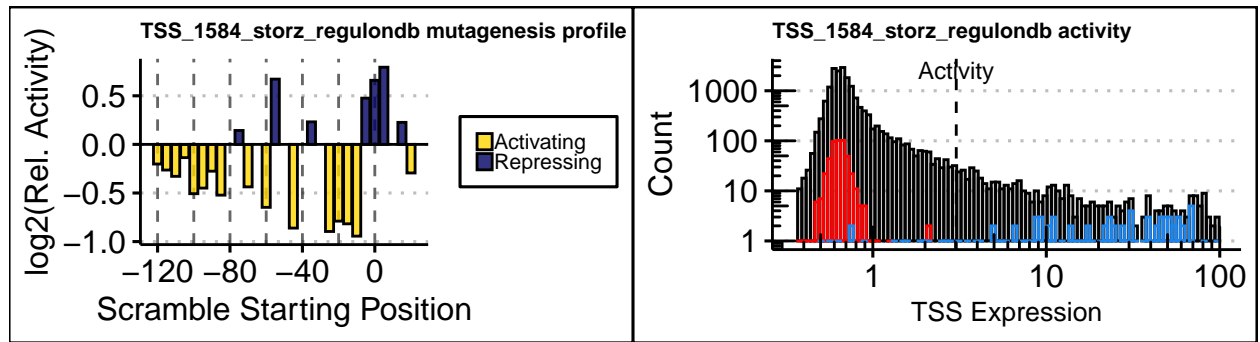 TSS_1584_storz_regulondb mutagenesis profile
log2(Rel. Activity)
0.5
0.0
−0.5
−1.0
−120 −80 −40 0
Scramble Starting Position
Activating
Repressing
TSS_1584_storz_regulondb activity
Activity
Count
1000
100
10
1
1 10 100
TSS Expression